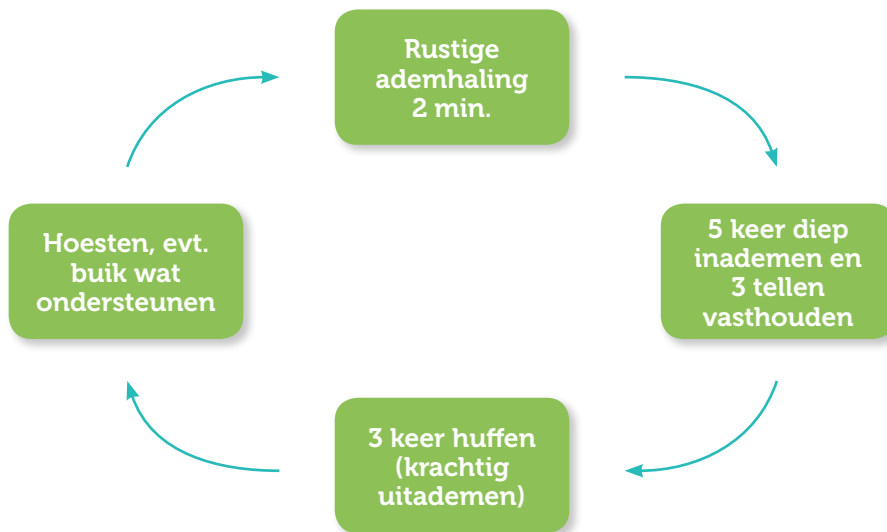 Rustige
ademhaling
2 min.
5 keer diep
inademen en
3 tellen
vasthouden
3 keer huffen
(krachtig
uitademen)
Hoesten, evt.
buik wat
ondersteunen